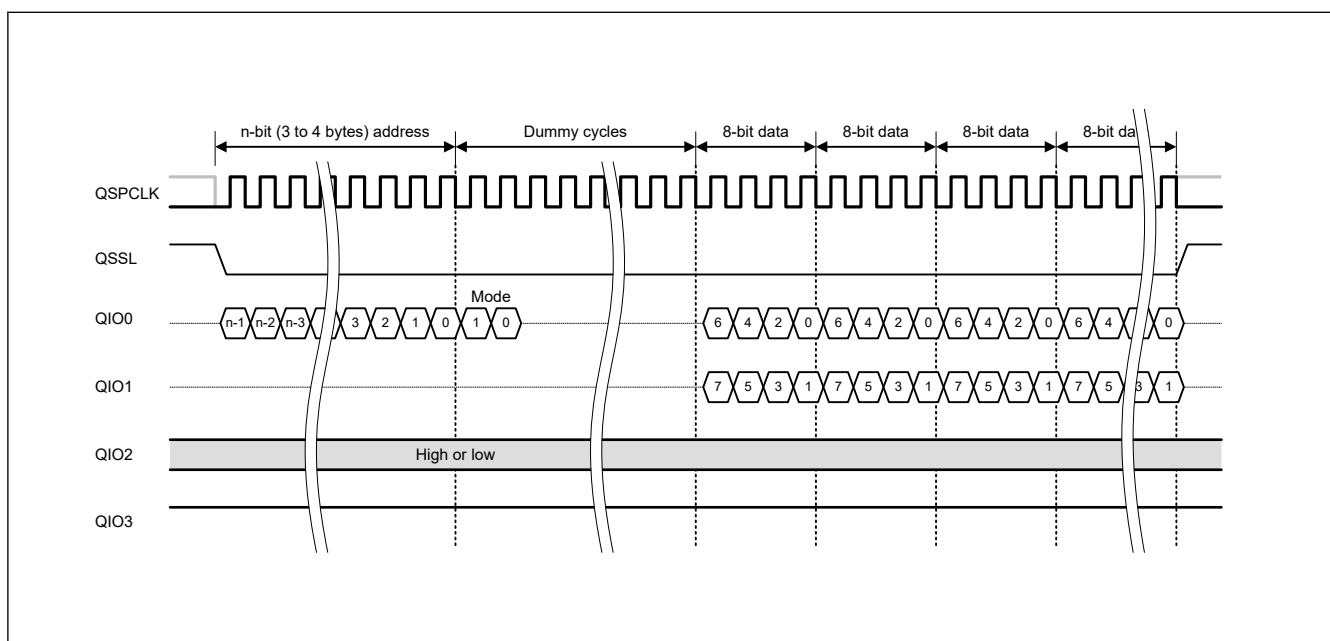 n-bit (3 to 4 bytes) address Dummy cycles 8-bit data 8-bit data 8-bit data 8-bit da
QSPCLK
QSSL
Mode
QIO0 n-1 n-2 n-3 3 2 1 0 1 0 6 4 2 0 6 4 2 0 6 4 2 0 6 4 0
QIO1 7 5 3 1 7 5 3 1 7 5 3 1 7 5 3 1
QIO2 High or low
QIO3